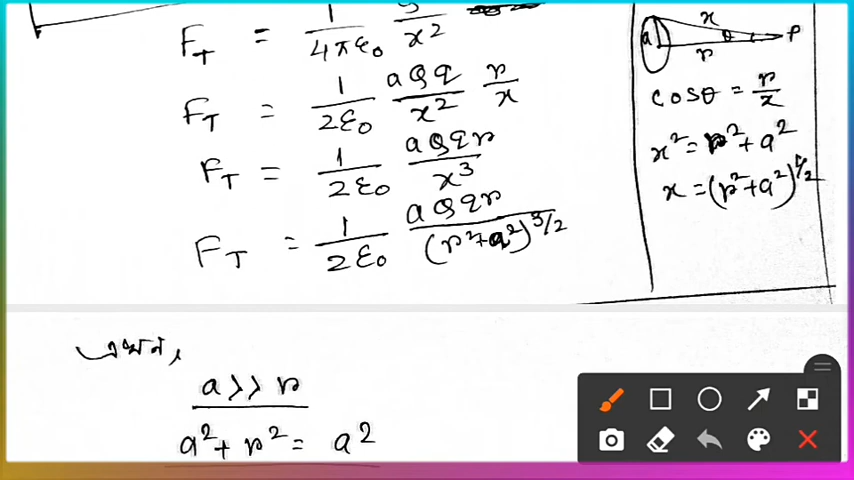 F_T = 1/4πε₀ x²
F_T = 1/2ε₀ aQq/x² r/x
F_T = 1/2ε₀ aQqr/x³
F_T = 1/2ε₀ aQqr/(r²+a²)^3/2
এখন,
a >> r
a² + r² = a²
a x θ P
r
cosθ = r/x
x² = r² + a²
x = (r²+a²)^1/2